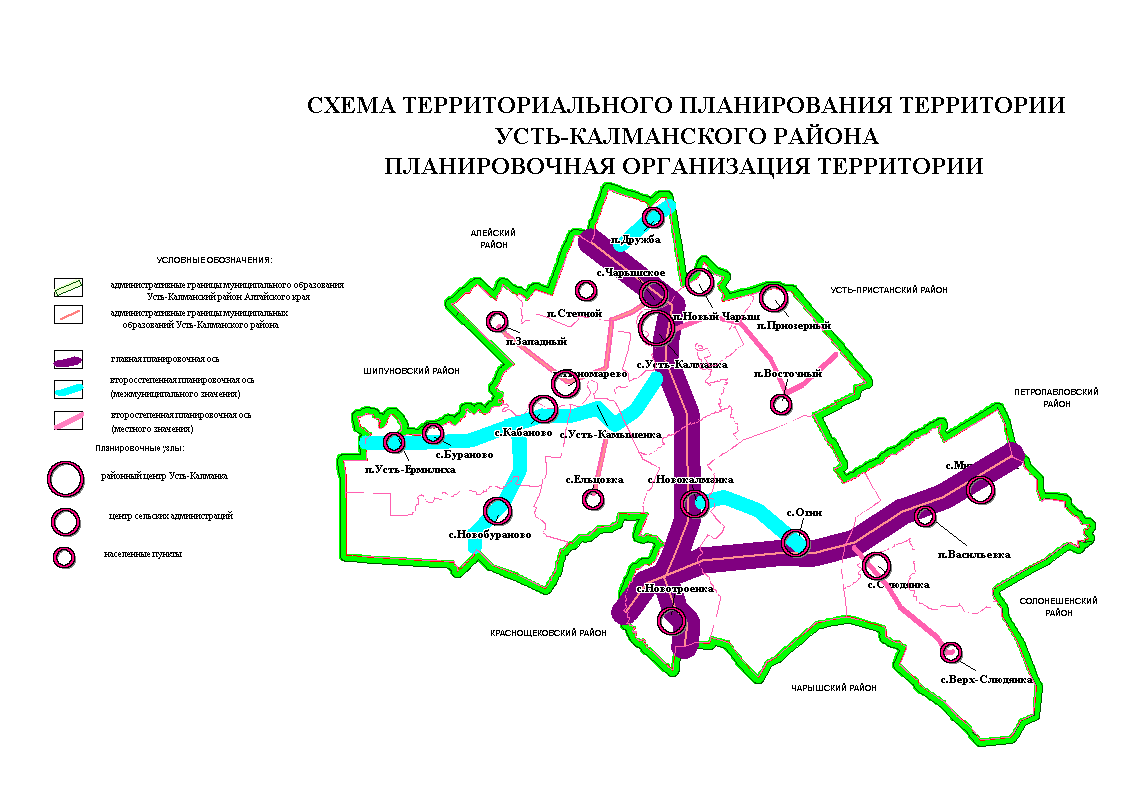 СХЕМА ТЕРРИТОРИАЛЬНОГО ПЛАНИРОВАНИЯ ТЕРРИТОРИИ
УСТЬ-КАЛМАНСКОГО РАЙОНА
ПЛАНИРОВОЧНАЯ ОРГАНИЗАЦИЯ ТЕРРИТОРИИ
УСЛОВНЫЕ ОБОЗНАЧЕНИЯ:
административные границы муниципального образования
Усть-Калманский район Алтайского края
административные границы муниципальных
образований Усть-Калманского района
главная планировочная ось
второстепенная планировочная ось
(межмуниципального значения)
второстепенная планировочная ось
(местного значения)
Планировочные узлы:
районный центр Усть-Калманка
центр сельских администраций
населенные пункты
АЛЕЙСКИЙ
РАЙОН
п.Дружба
с.Чарышское
УСТЬ-ПРИСТАНСКИЙ РАЙОН
п.Степной
п.Новый Чарыш
п.Приозерный
п.Западный
ШИПУНОВСКИЙ РАЙОН
с.Усть-Калманка
п.Восточный
ПЕТРОПАВЛОВСКИЙ
РАЙОН
с.Кабаново
с.Усть-Камышенка
с.Бураново
п.Усть-Ермилиха
с.Ельцовка
с.Новокалманка
с.Огни
с.Новобураново
п.Васильевка
с.Новотроенка
СОЛОНЕШЕНСКИЙ
РАЙОН
КРАСНОЩЕКОВСКИЙ РАЙОН
с.Верх-Слюдянка
ЧАРЫШСКИЙ РАЙОН